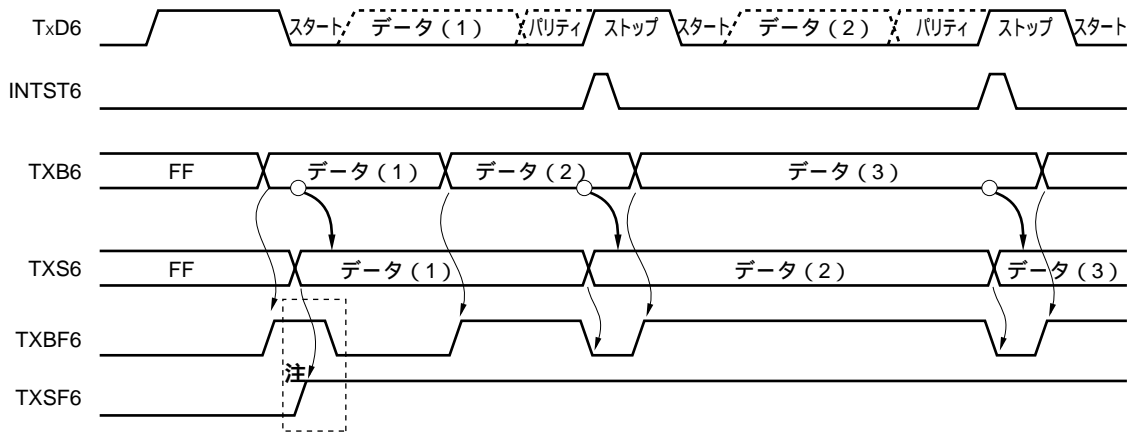 TxD6 スタート データ(1) パリティ ストップ スタート データ(2) パリティ ストップ スタート
INTST6
TXB6 FF データ(1) データ(2) データ(3)
TXS6 FF データ(1) データ(2) データ(3)
TXBF6
注
TXSF6